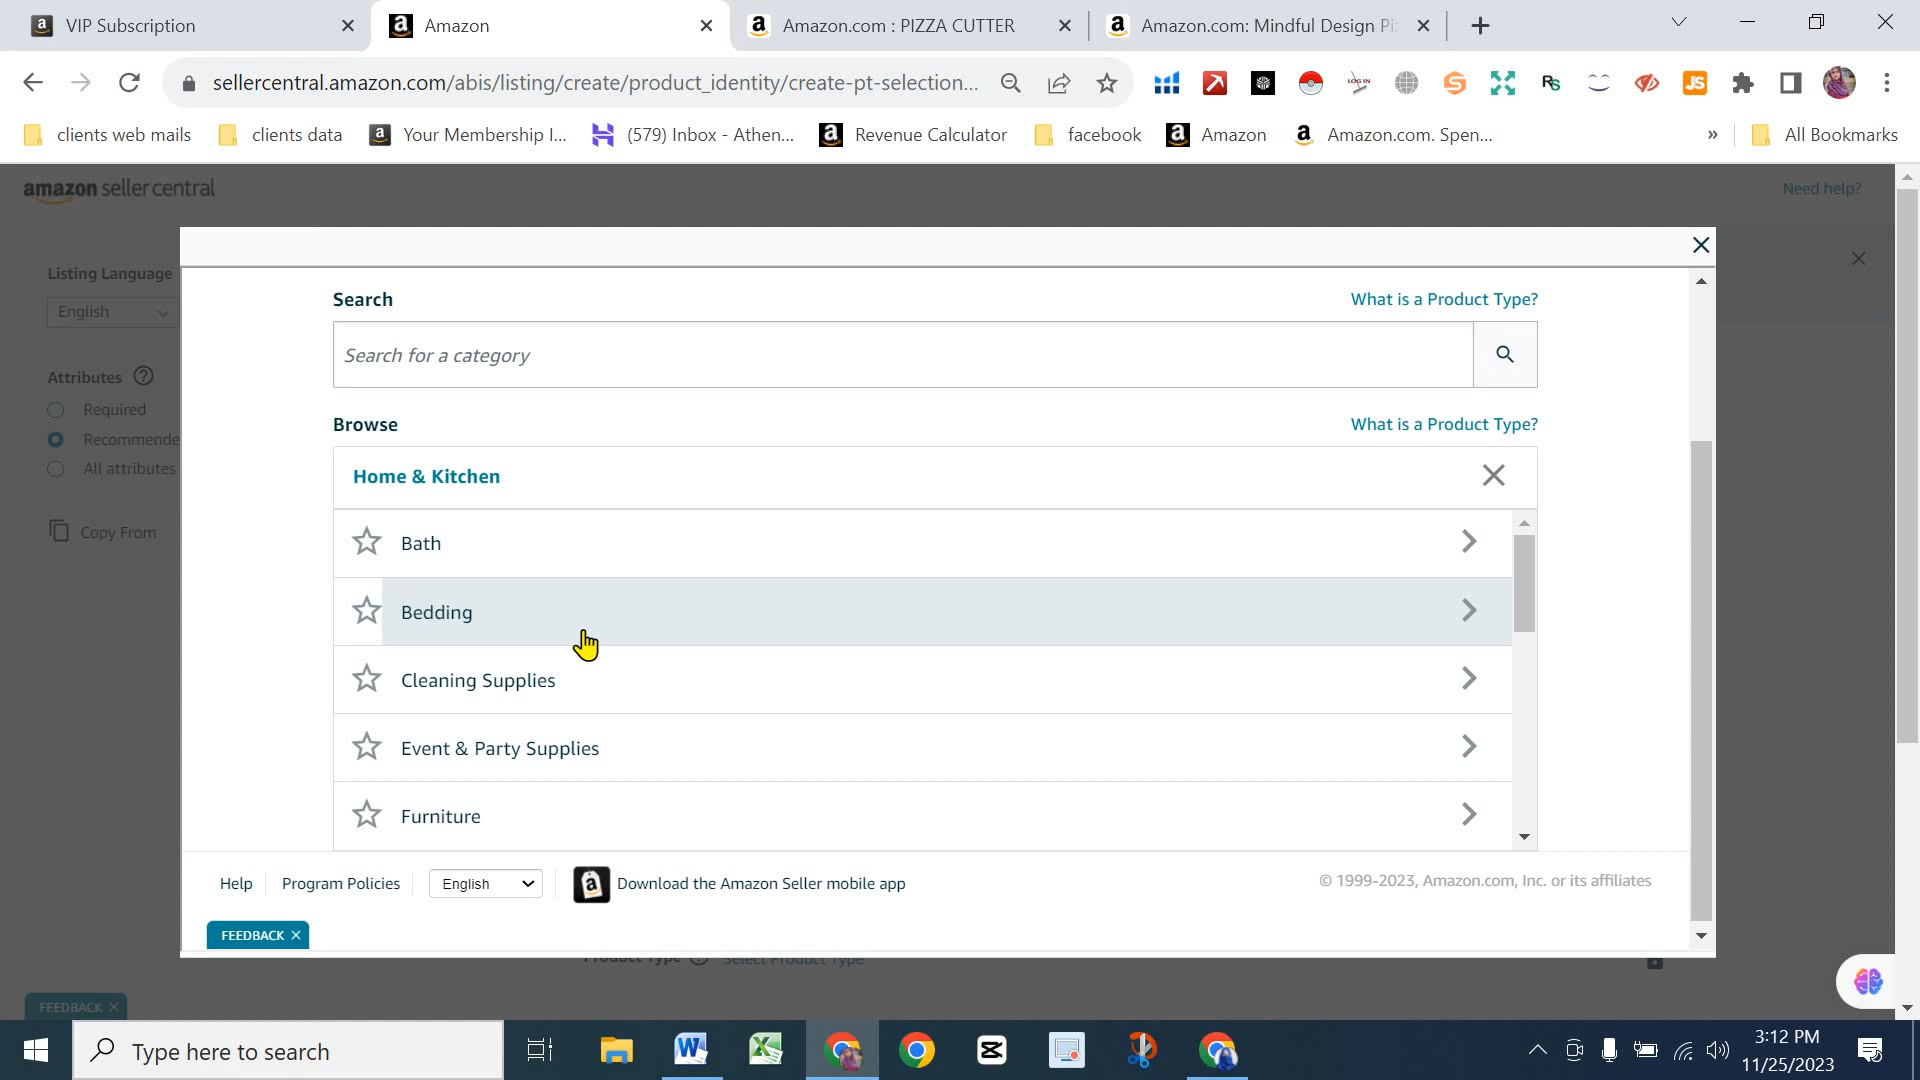 VIP Subscription
Amazon
Amazon.com : PIZZA CUTTER
Amazon.com: Mindful Design Pi
sellercentral.amazon.com/abis/listing/create/product_identity/create-pt-selection...
clients web mails
clients data
Your Membership I...
(579) Inbox - Athen...
Revenue Calculator
facebook
Amazon
Amazon.com. Spen...
»
All Bookmarks
amazon seller central
Need help?
Listing Language
English
Attributes
Required
Recommende
All attributes
Copy From
Search
What is a Product Type?
Search for a category
Browse
What is a Product Type?
Home & Kitchen
Bath
Bedding
Cleaning Supplies
Event & Party Supplies
Furniture
Help
Program Policies
English
Download the Amazon Seller mobile app
© 1999-2023, Amazon.com, Inc. or its affiliates
FEEDBACK
Product Type
Select Product Type
FEEDBACK
Type here to search
3:12 PM
11/25/2023